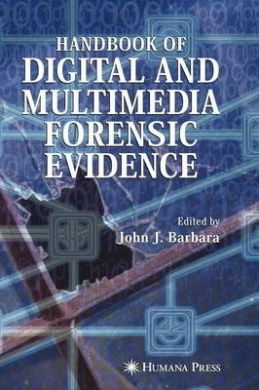 HANDBOOK OF
DIGITAL AND
MULTIMEDIA
FORENSIC
EVIDENCE
Edited by
John J. Barbara
HUMANA PRESS